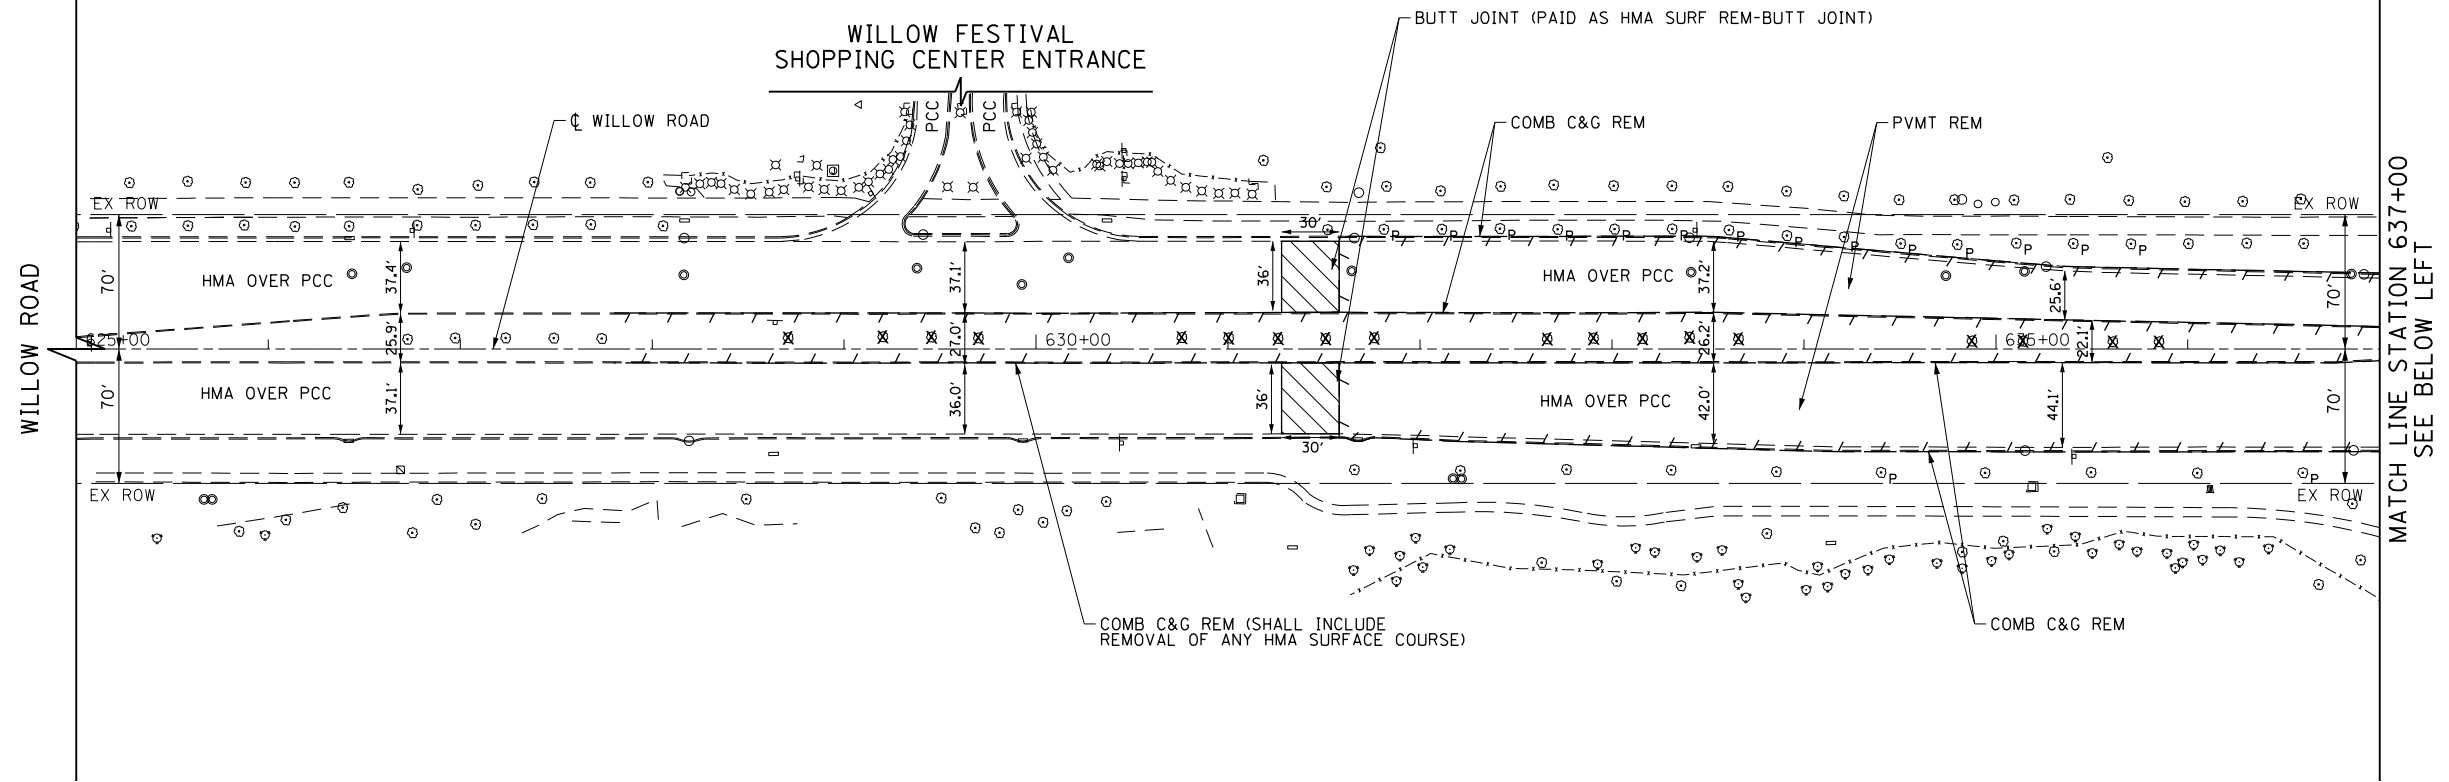 BUTT JOINT (PAID AS HMA SURF REM-BUTT JOINT)
WILLOW FESTIVAL
SHOPPING CENTER ENTRANCE
PCC
PCC
℄ WILLOW ROAD
COMB C&G REM
PVMT REM
EX ROW
EX ROW
30'
P P P P P P P P P P P P P P
70'
HMA OVER PCC
37.4'
37.1'
36'
HMA OVER PCC
37.2'
25.6'
70'
625+00
25.9'
27.0'
630+00
26.2'
635+00
22.1'
70'
HMA OVER PCC
37.1'
36.0'
36'
HMA OVER PCC
42.0'
44.1'
70'
30'
P
P
EX ROW
EX ROW
COMB C&G REM (SHALL INCLUDE
REMOVAL OF ANY HMA SURFACE COURSE)
COMB C&G REM
WILLOW ROAD
MATCH LINE STATION 637+00
SEE BELOW LEFT